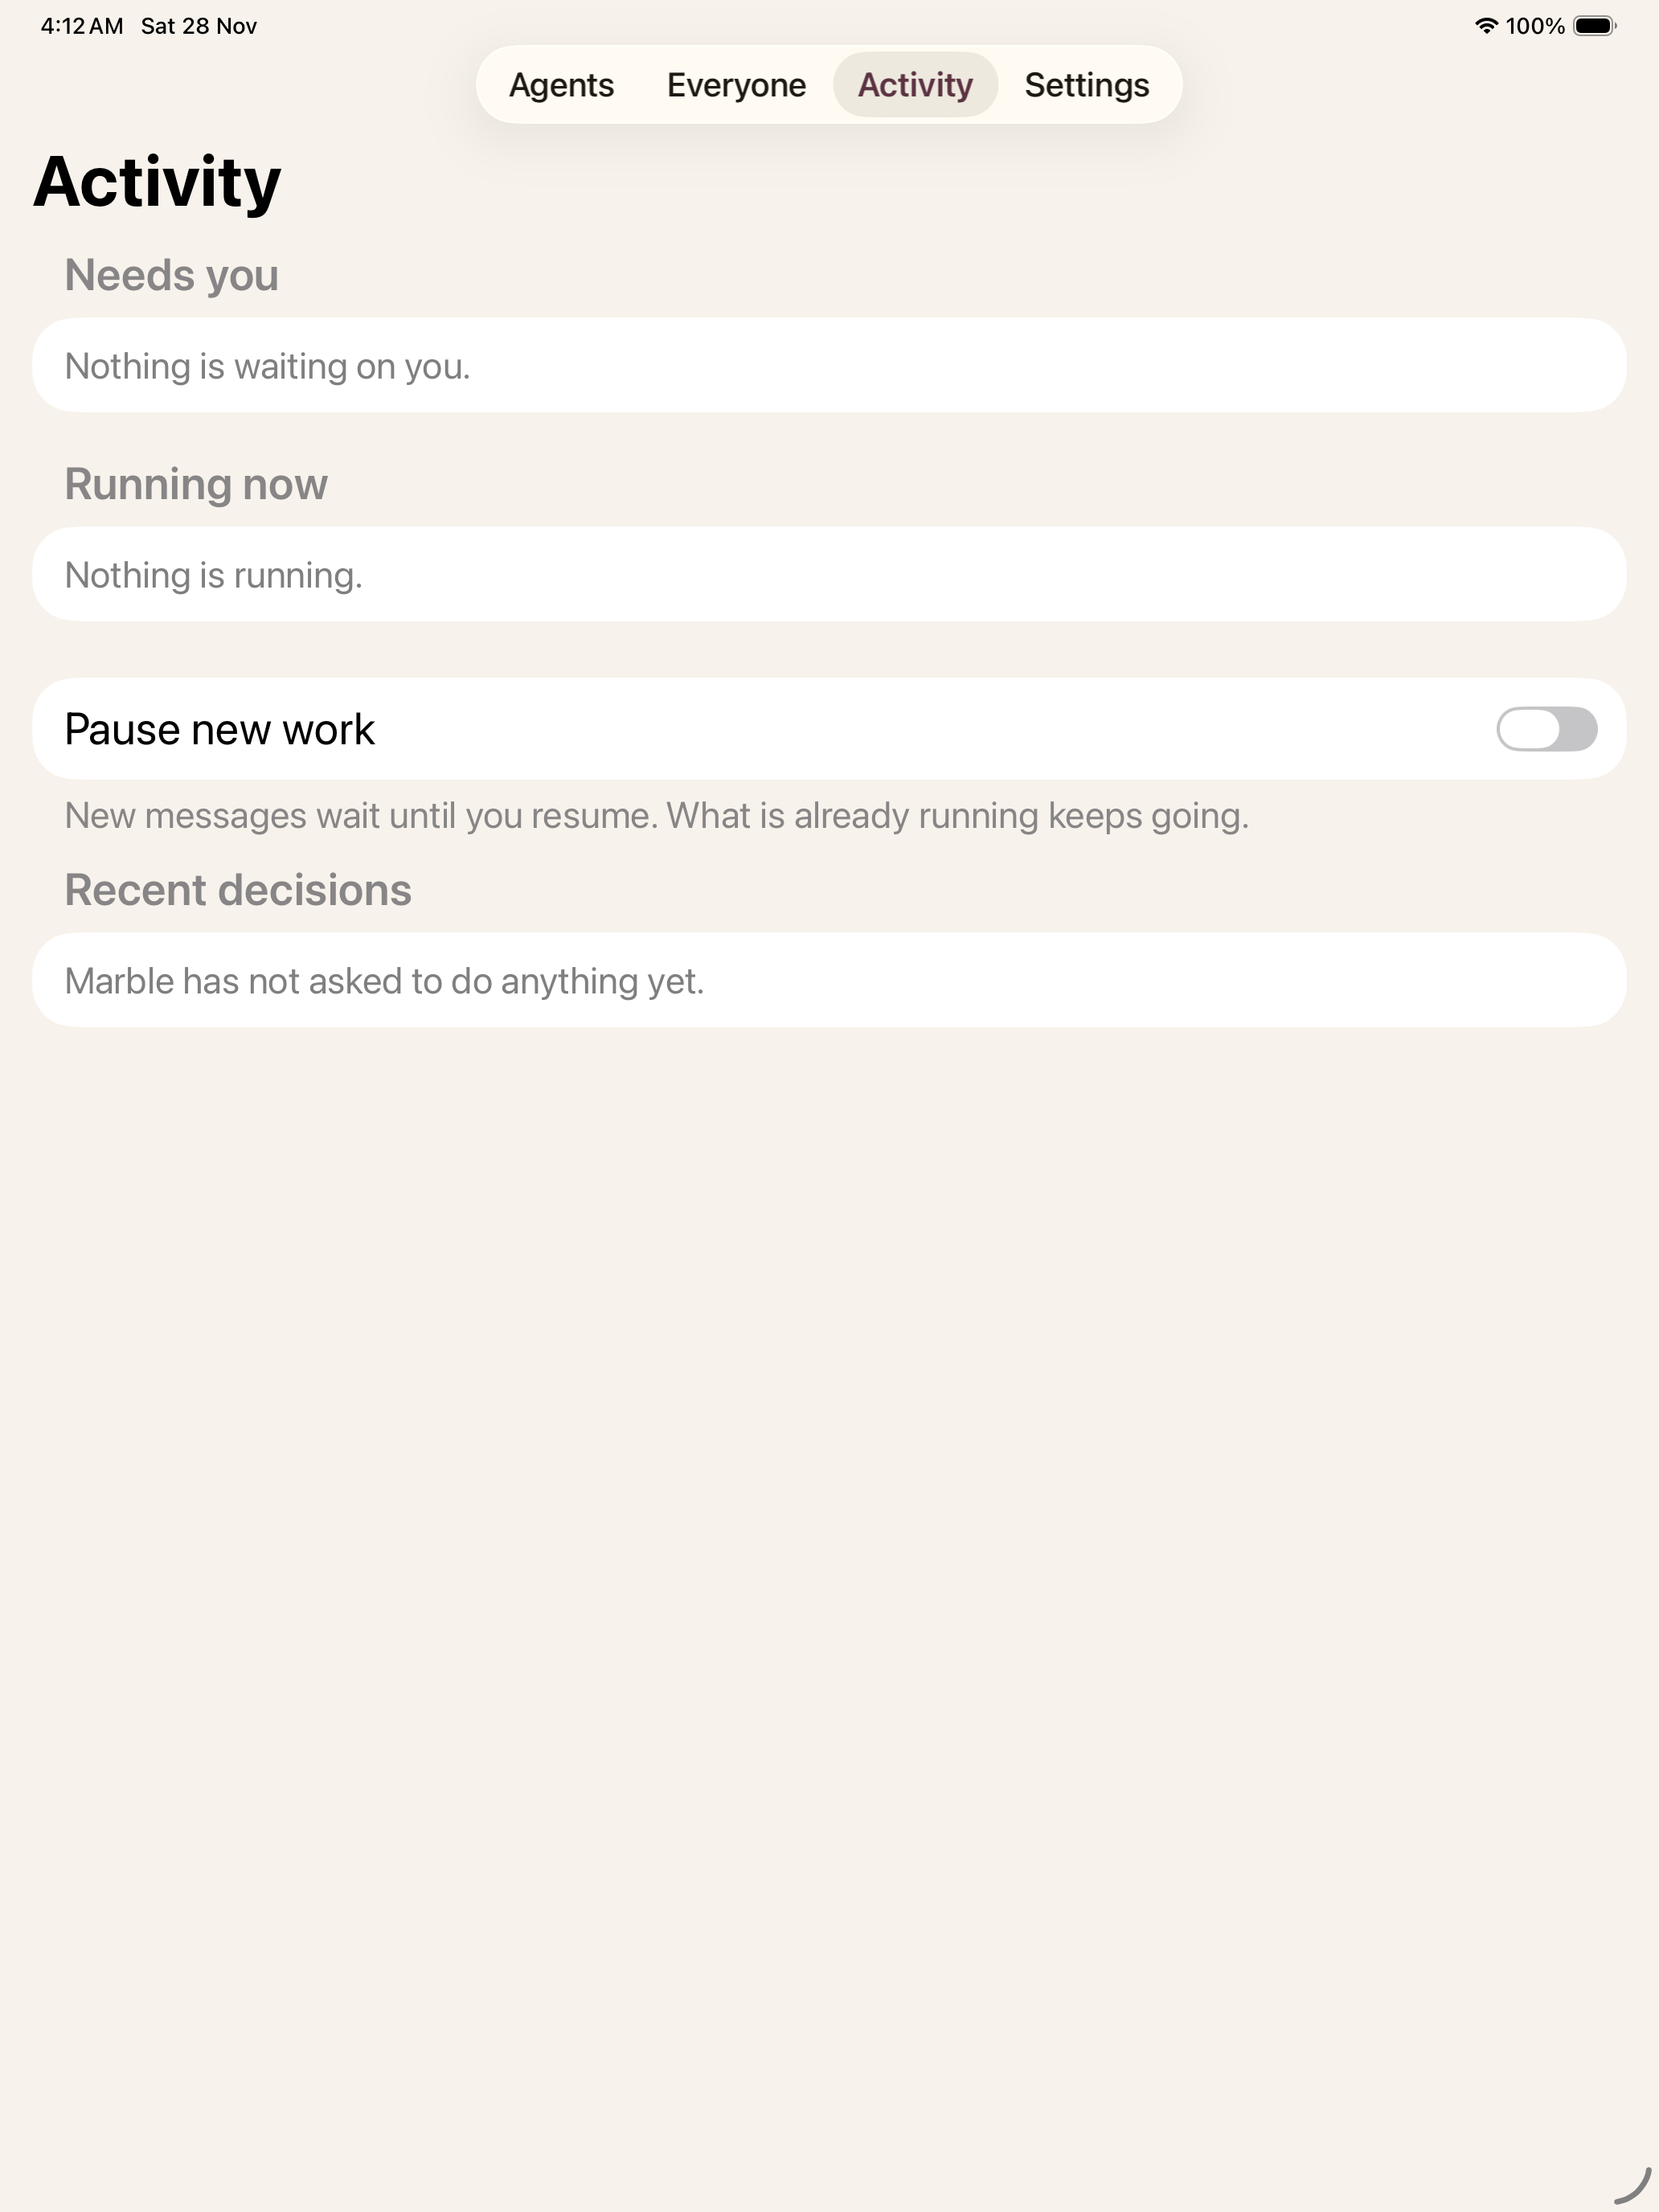 4:12 AM Sat 28 Nov
100%
Agents Everyone Activity Settings
Activity
Needs you
Nothing is waiting on you.
Running now
Nothing is running.
Pause new work
New messages wait until you resume. What is already running keeps going.
Recent decisions
Marble has not asked to do anything yet.